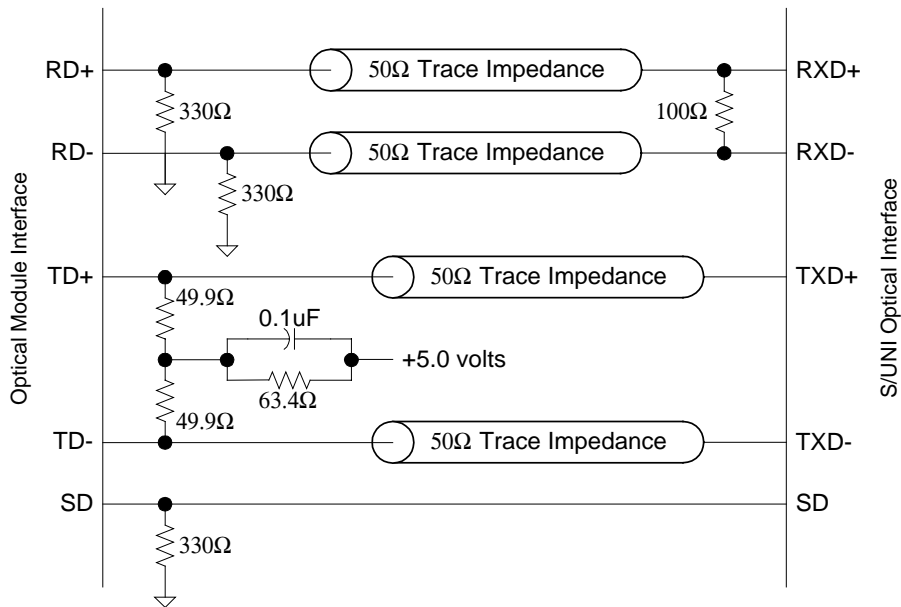 RD+
50Ω Trace Impedance
RXD+
330Ω
100Ω
RD-
50Ω Trace Impedance
RXD-
330Ω
Optical Module Interface
S/UNI Optical Interface
TD+
50Ω Trace Impedance
TXD+
49.9Ω
0.1uF
+5.0 volts
63.4Ω
49.9Ω
TD-
50Ω Trace Impedance
TXD-
SD
SD
330Ω